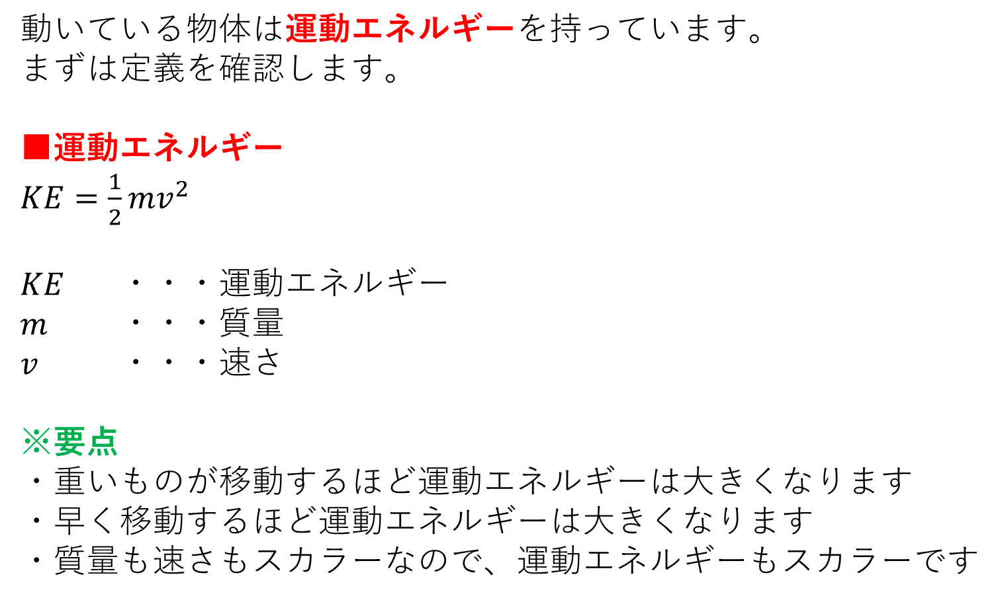 動いている物体は運動エネルギーを持っています。
まずは定義を確認します。
■運動エネルギー
KE = 1/2 mv²
KE ・・・運動エネルギー
m ・・・質量
v ・・・速さ
※要点
・重いものが移動するほど運動エネルギーは大きくなります
・早く移動するほど運動エネルギーは大きくなります
・質量も速さもスカラーなので、運動エネルギーもスカラーです